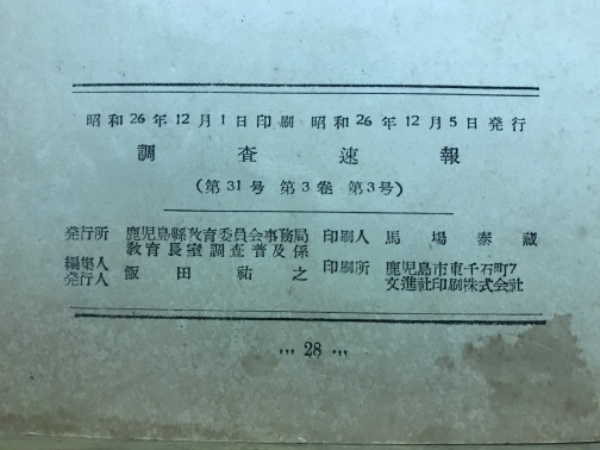 昭和26年12月1日印刷 昭和26年12月5日発行
調査速報
(第31号 第3巻 第3号)
発行所 鹿児島縣教育委員会事務局 印刷人 馬場泰蔵
教育長室調査普及係
編集人
発行人 飯田祐之 印刷所 鹿児島市東千石町7
文進社印刷株式会社
28